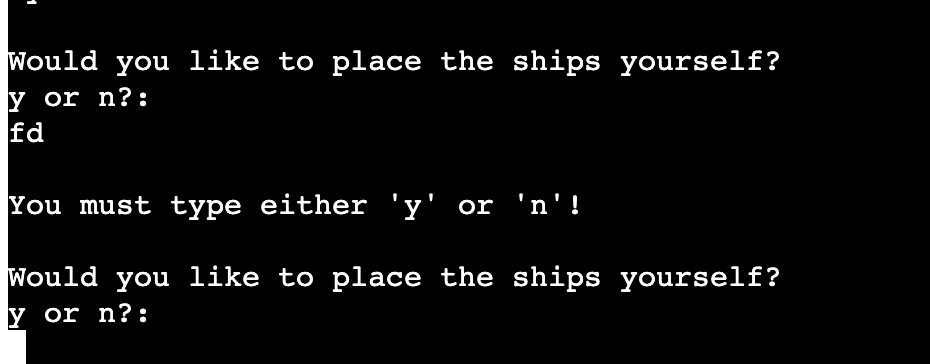 Would you like to place the ships yourself?
y or n?:
fd
You must type either 'y' or 'n'!
Would you like to place the ships yourself?
y or n?: